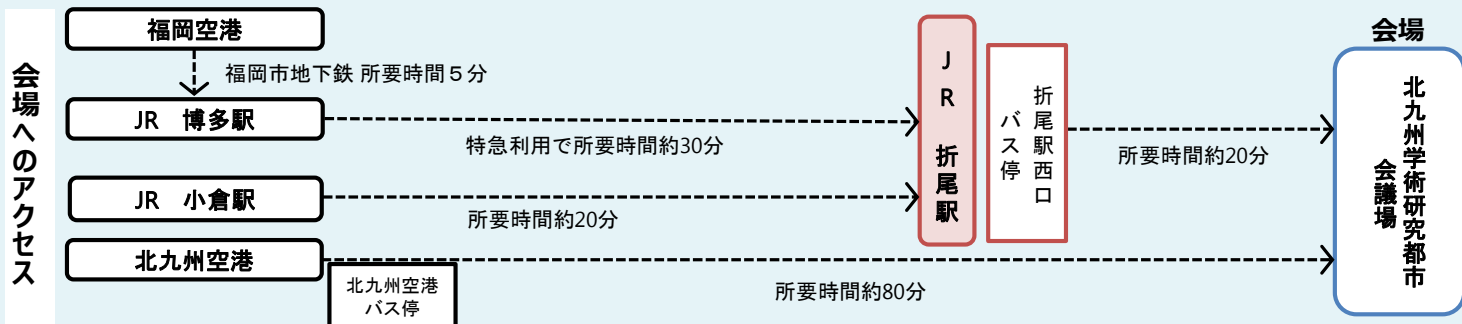 会場へのアクセス
福岡空港
福岡市地下鉄 所要時間５分
JR　博多駅
特急利用で所要時間約30分
JR　小倉駅
所要時間約20分
北九州空港
北九州空港
バス停
所要時間約80分
JR　折尾駅
折尾駅西口
バス停
所要時間約20分
会場
北九州学術研究都市
会議場